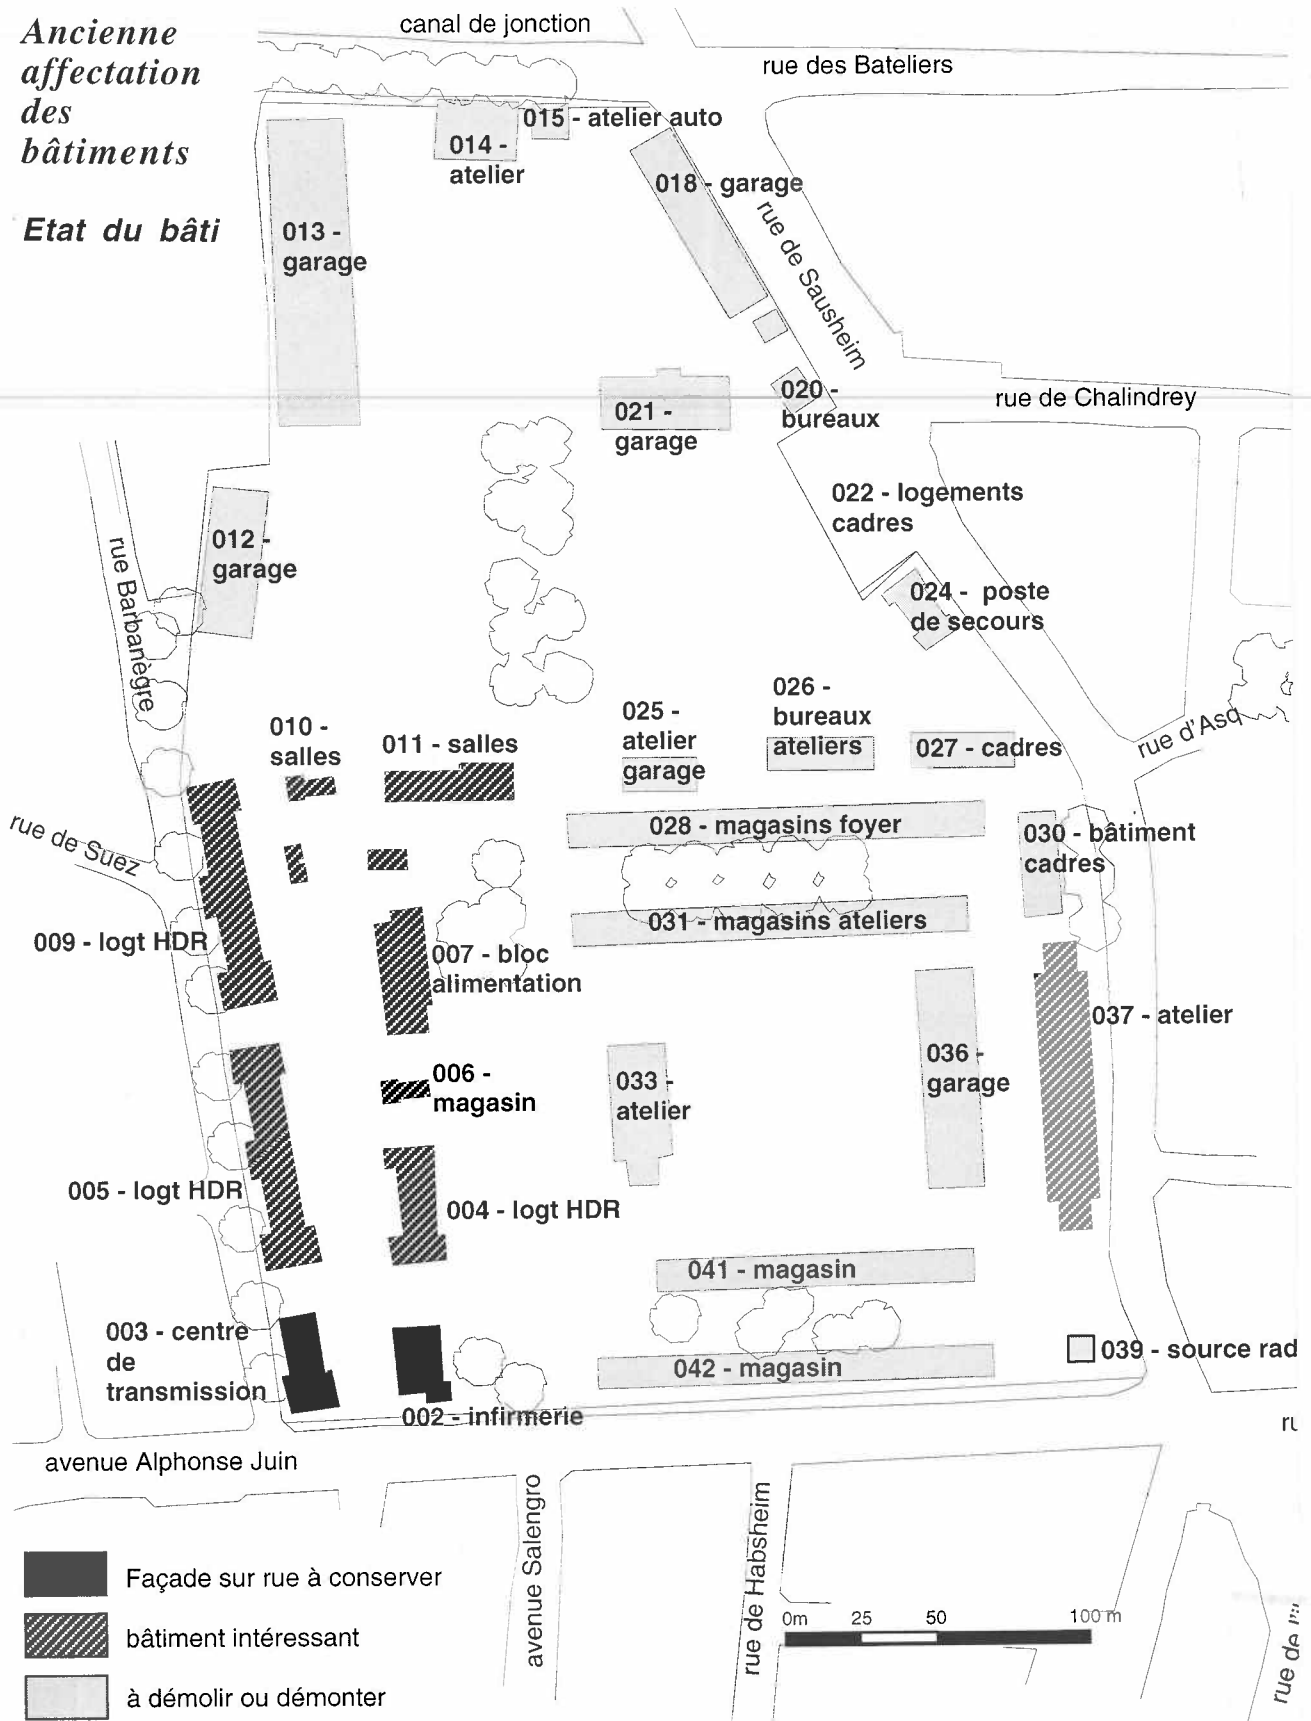 Ancienne
affectation
des
bâtiments
Etat du bâti
canal de jonction
rue des Bateliers
015 - atelier auto
014 -
atelier
018 - garage
rue de Sausheim
013 -
garage
020 -
bureaux
rue de Chalindrey
021 -
garage
022 - logements
cadres
012 -
garage
rue Barbanègre
024 - poste
de secours
026 -
bureaux
ateliers
025 -
atelier
garage
027 - cadres
rue d'Asq
010 -
salles
011 - salles
rue de Suez
028 - magasins foyer
030 - bâtiment
cadres
031 - magasins ateliers
009 - logt HDR
007 - bloc
alimentation
037 - atelier
036 -
garage
006 -
magasin
033 -
atelier
005 - logt HDR
004 - logt HDR
041 - magasin
003 - centre
de
transmission
039 - source rad
042 - magasin
002 - infirmerie
avenue Alphonse Juin
avenue Salengro
rue de Habsheim
rue de
Façade sur rue à conserver
bâtiment intéressant
à démolir ou démonter
0m 25 50 100 m